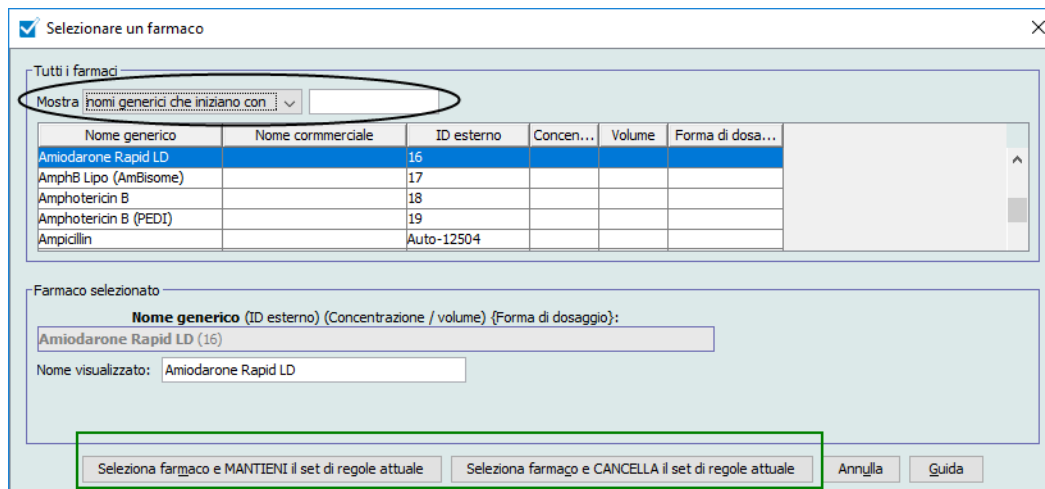 Selezionare un farmaco
Tutti i farmaci
Mostra nomi generici che iniziano con
Nome generico Nome cormmerciale ID esterno Concen... Volume Forma di dosa...
Amiodarone Rapid LD 16
AmphB Lipo (AmBisome) 17
Amphotericin B 18
Amphotericin B (PEDI) 19
Ampicillin Auto-12504
Farmaco selezionato
Nome generico (ID esterno) (Concentrazione / volume) {Forma di dosaggio}:
Amiodarone Rapid LD (16)
Nome visualizzato: Amiodarone Rapid LD
Seleziona farmaco e MANTIENI il set di regole attuale Seleziona farmaco e CANCELLA il set di regole attuale Annulla Guida